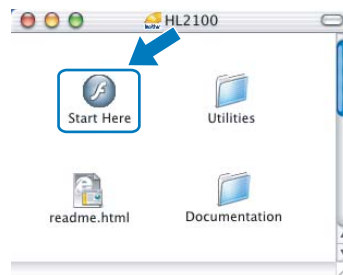 HL2100
Start Here
Utilities
readme.html
Documentation